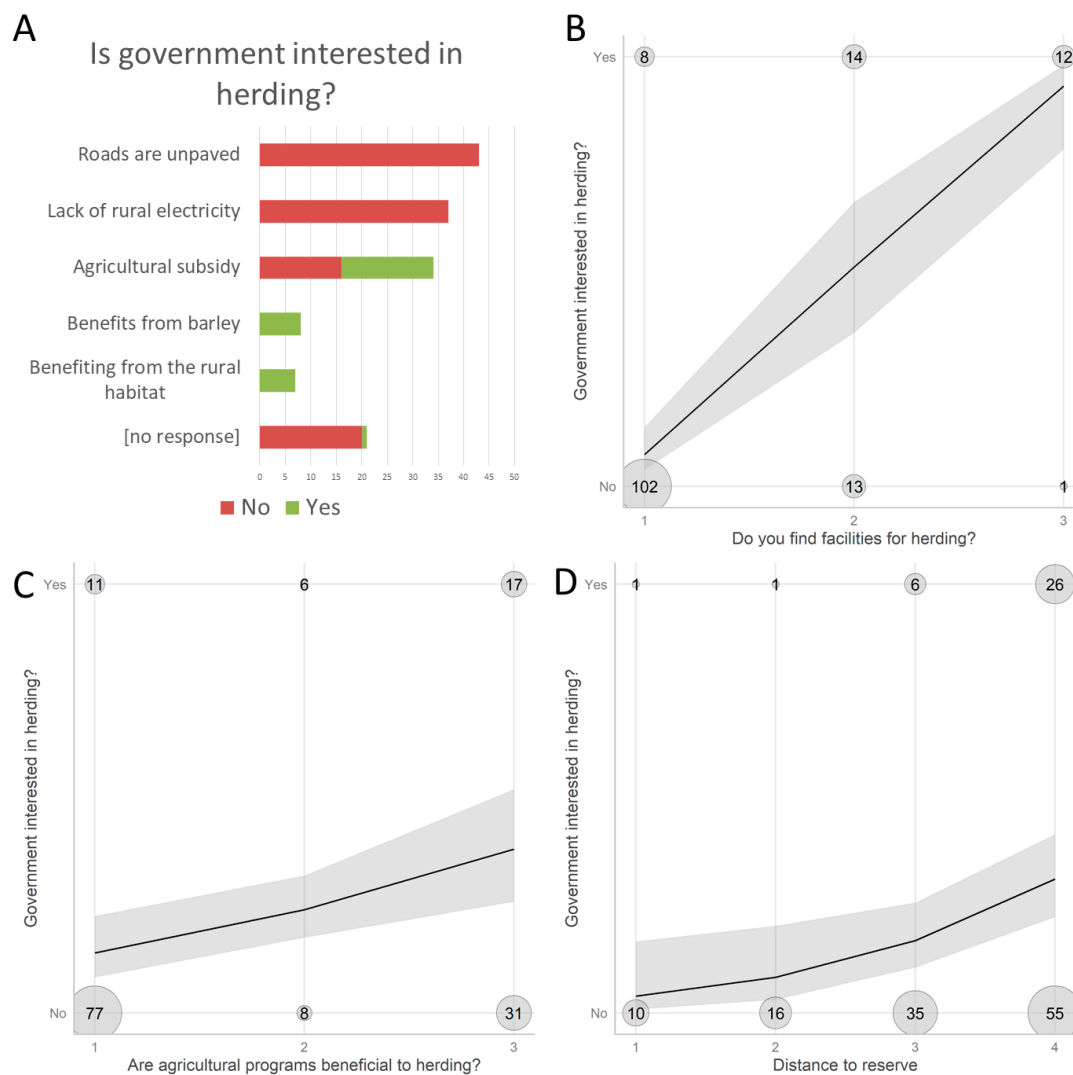 A
Is government interested in
herding?
Roads are unpaved
Lack of rural electricity
Agricultural subsidy
Benefits from barley
Benefiting from the rural
habitat
[no response]
0 5 10 15 20 25 30 35 40 45 50
No Yes
B
Government interested in herding?
Yes
No
8 14 12
102 13 1
1 2 3
Do you find facilities for herding?
C
Government interested in herding?
Yes
No
11 6 17
77 8 31
1 2 3
Are agricultural programs beneficial to herding?
D
Government interested in herding?
Yes
No
1 1 6 26
10 16 35 55
1 2 3 4
Distance to reserve